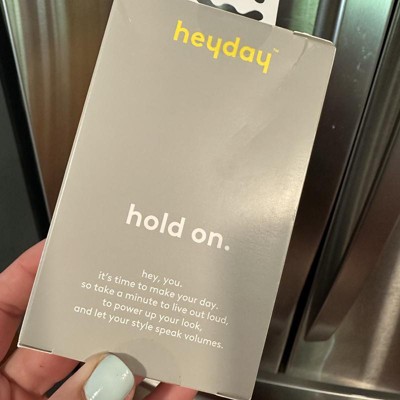 heyday™
hold on.
hey, you.
it's time to make your day.
so take a minute to live out loud,
to power up your look,
and let your style speak volumes.